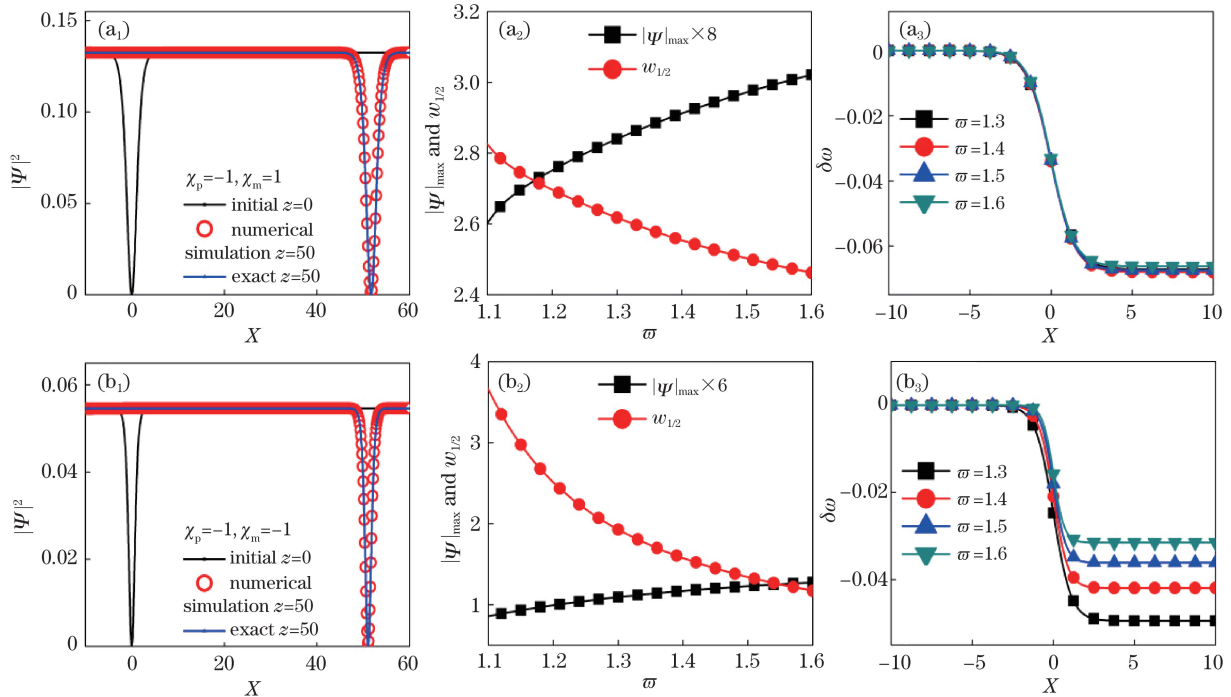 (a₁)
0.15
0.10
0.05
0
|Ψ|²
χₚ=−1, χₘ=1
initial z=0
numerical
simulation z=50
exact z=50
0 20 40 60
X
(a₂)
3.2
3.0
2.8
2.6
2.4
|Ψ|max and w1/2
|Ψ|max×8
w1/2
1.1 1.2 1.3 1.4 1.5 1.6
ϖ
(a₃)
0
−0.02
−0.04
−0.06
δω
ϖ=1.3
ϖ=1.4
ϖ=1.5
ϖ=1.6
−10 −5 0 5 10
X
(b₁)
0.06
0.04
0.02
0
|Ψ|²
χₚ=−1, χₘ=−1
initial z=0
numerical
simulation z=50
exact z=50
0 20 40 60
X
(b₂)
4
3
2
1
|Ψ|max and w1/2
|Ψ|max×6
w1/2
1.1 1.2 1.3 1.4 1.5 1.6
ϖ
(b₃)
0
−0.02
−0.04
δω
ϖ=1.3
ϖ=1.4
ϖ=1.5
ϖ=1.6
−10 −5 0 5 10
X